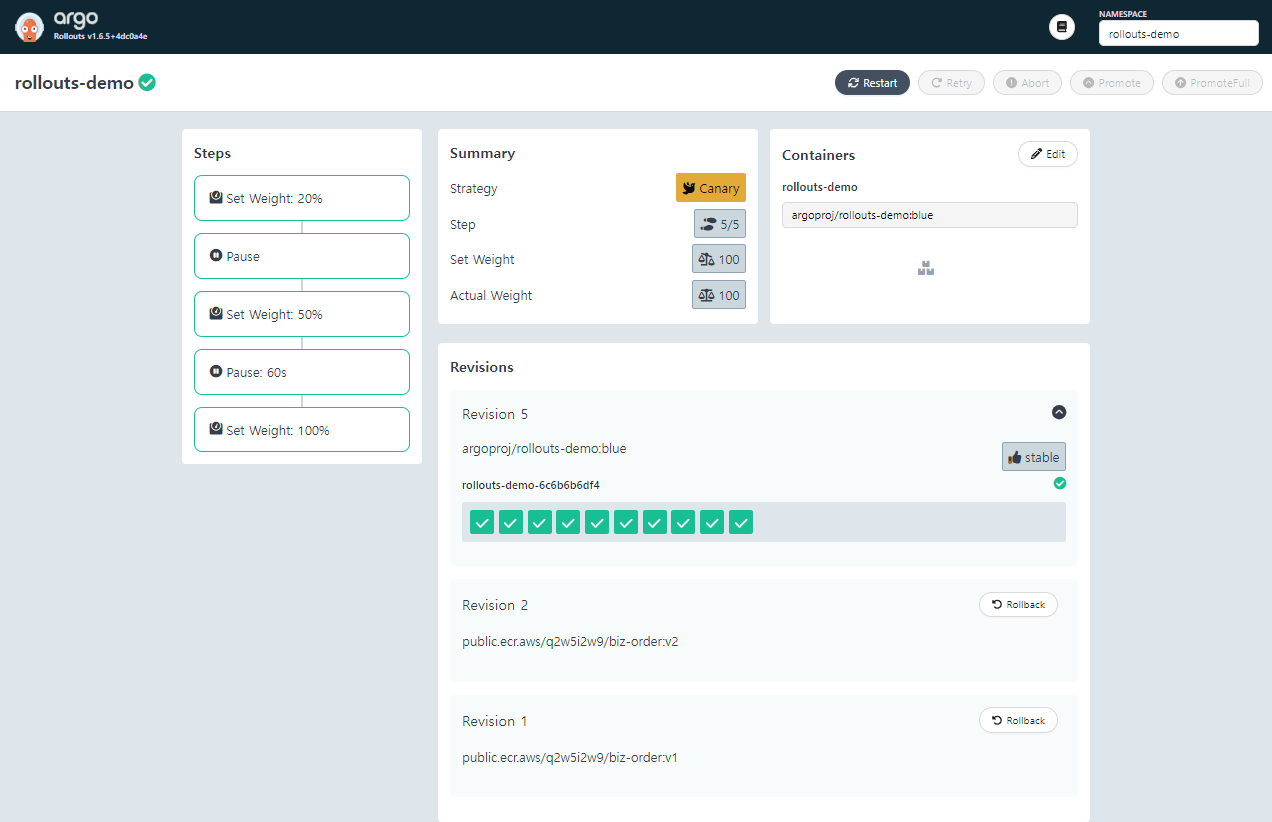 argo
Rollouts v1.6.5+4dc0a4e
NAMESPACE
rollouts-demo
rollouts-demo
Restart
Retry
Abort
Promote
PromoteFull
Steps
Set Weight: 20%
Pause
Set Weight: 50%
Pause: 60s
Set Weight: 100%
Summary
Strategy
Canary
Step
5/5
Set Weight
100
Actual Weight
100
Containers
Edit
rollouts-demo
argoproj/rollouts-demo:blue
Revisions
Revision 5
argoproj/rollouts-demo:blue
stable
rollouts-demo-6c6b6b6df4
Revision 2
Rollback
public.ecr.aws/q2w5i2w9/biz-order:v2
Revision 1
Rollback
public.ecr.aws/q2w5i2w9/biz-order:v1